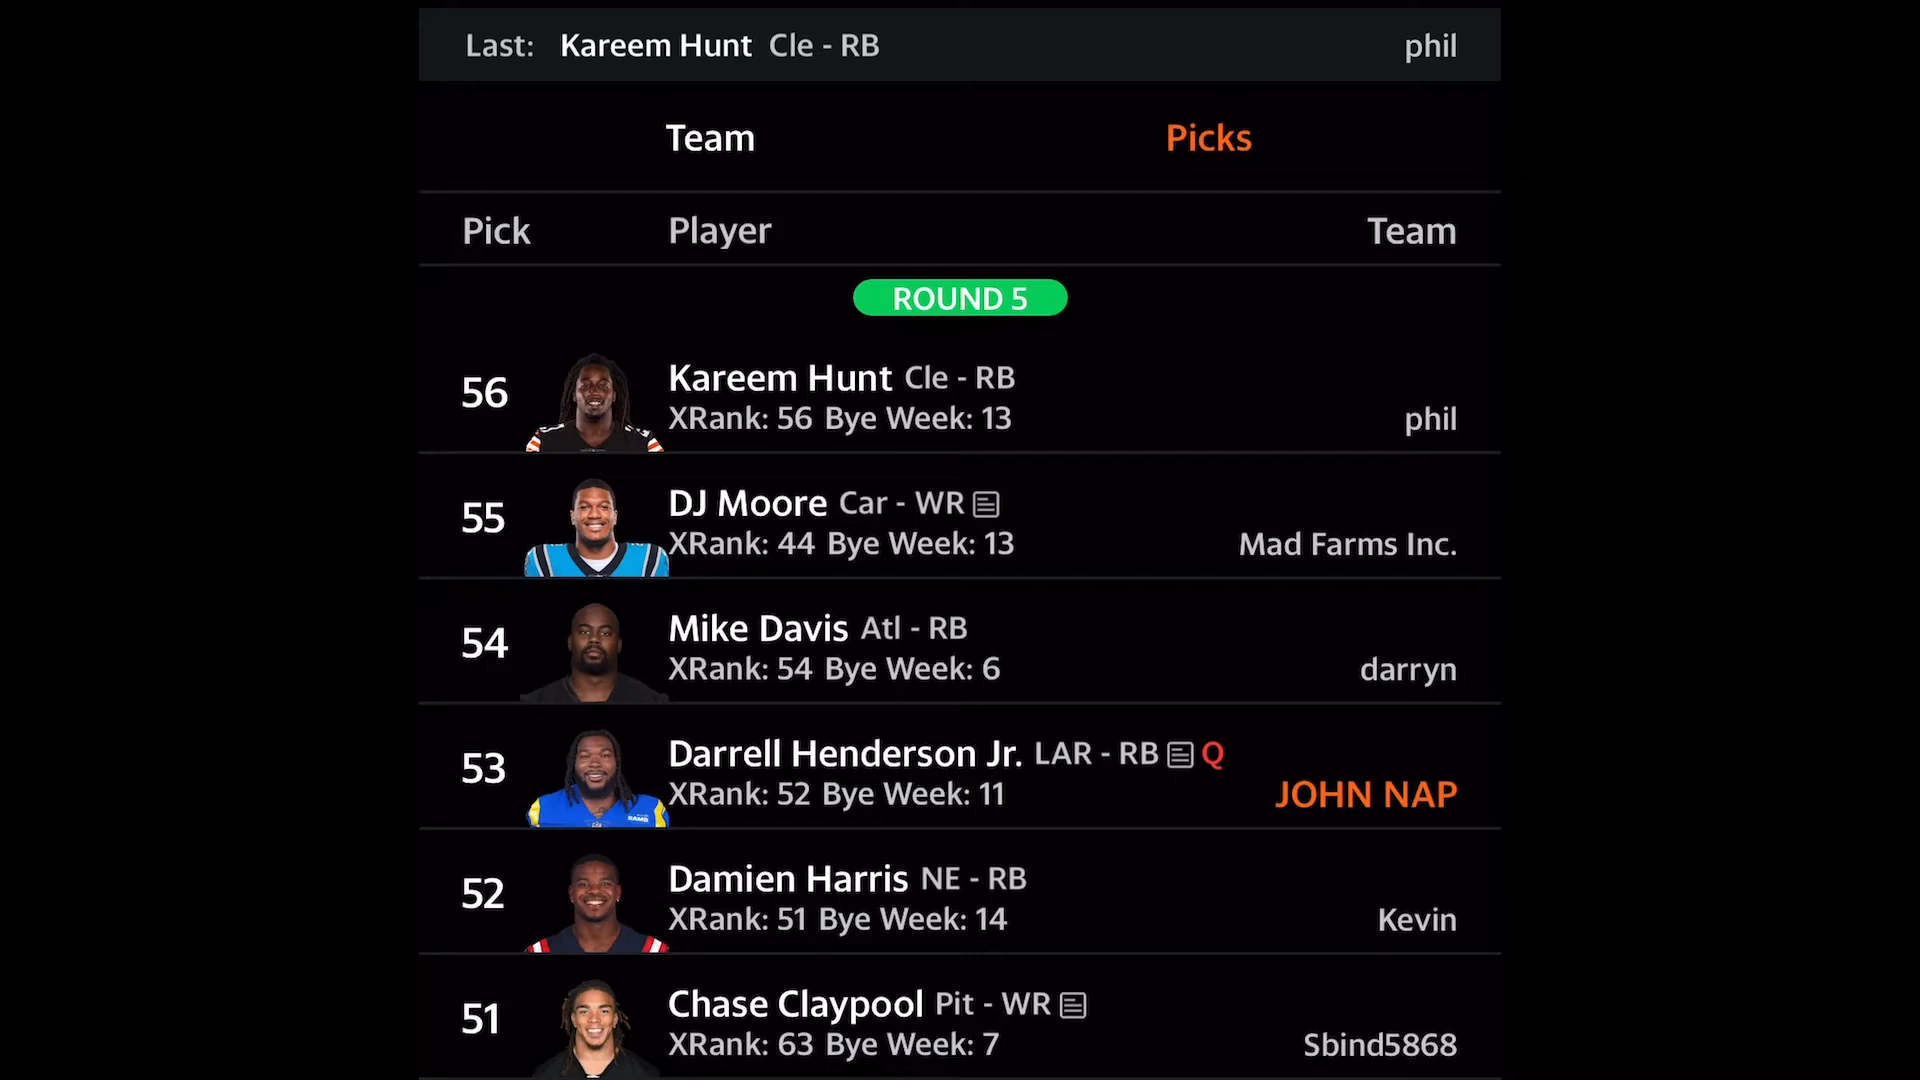 Last: Kareem Hunt Cle - RB phil
Team Picks
Pick Player Team
ROUND 5
56 Kareem Hunt Cle - RB
XRank: 56 Bye Week: 13 phil
55 DJ Moore Car - WR
XRank: 44 Bye Week: 13 Mad Farms Inc.
54 Mike Davis Atl - RB
XRank: 54 Bye Week: 6 darryn
53 Darrell Henderson Jr. LAR - RB Q
XRank: 52 Bye Week: 11 JOHN NAP
RAMS
52 Damien Harris NE - RB
XRank: 51 Bye Week: 14 Kevin
51 Chase Claypool Pit - WR
XRank: 63 Bye Week: 7 Sbind5868